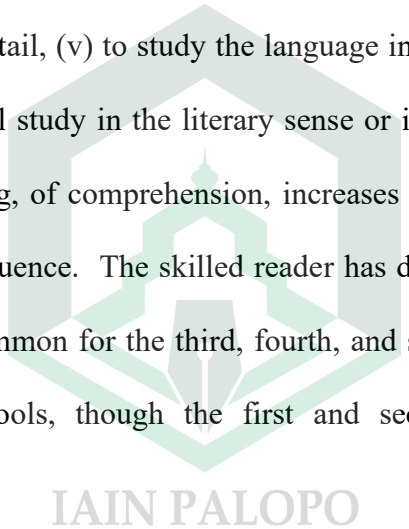 tail, (v) to study the language in
l study in the literary sense or i
g, of comprehension, increases
uence. The skilled reader has d
mmon for the third, fourth, and s
ools, though the first and sec
IAIN PALOPO